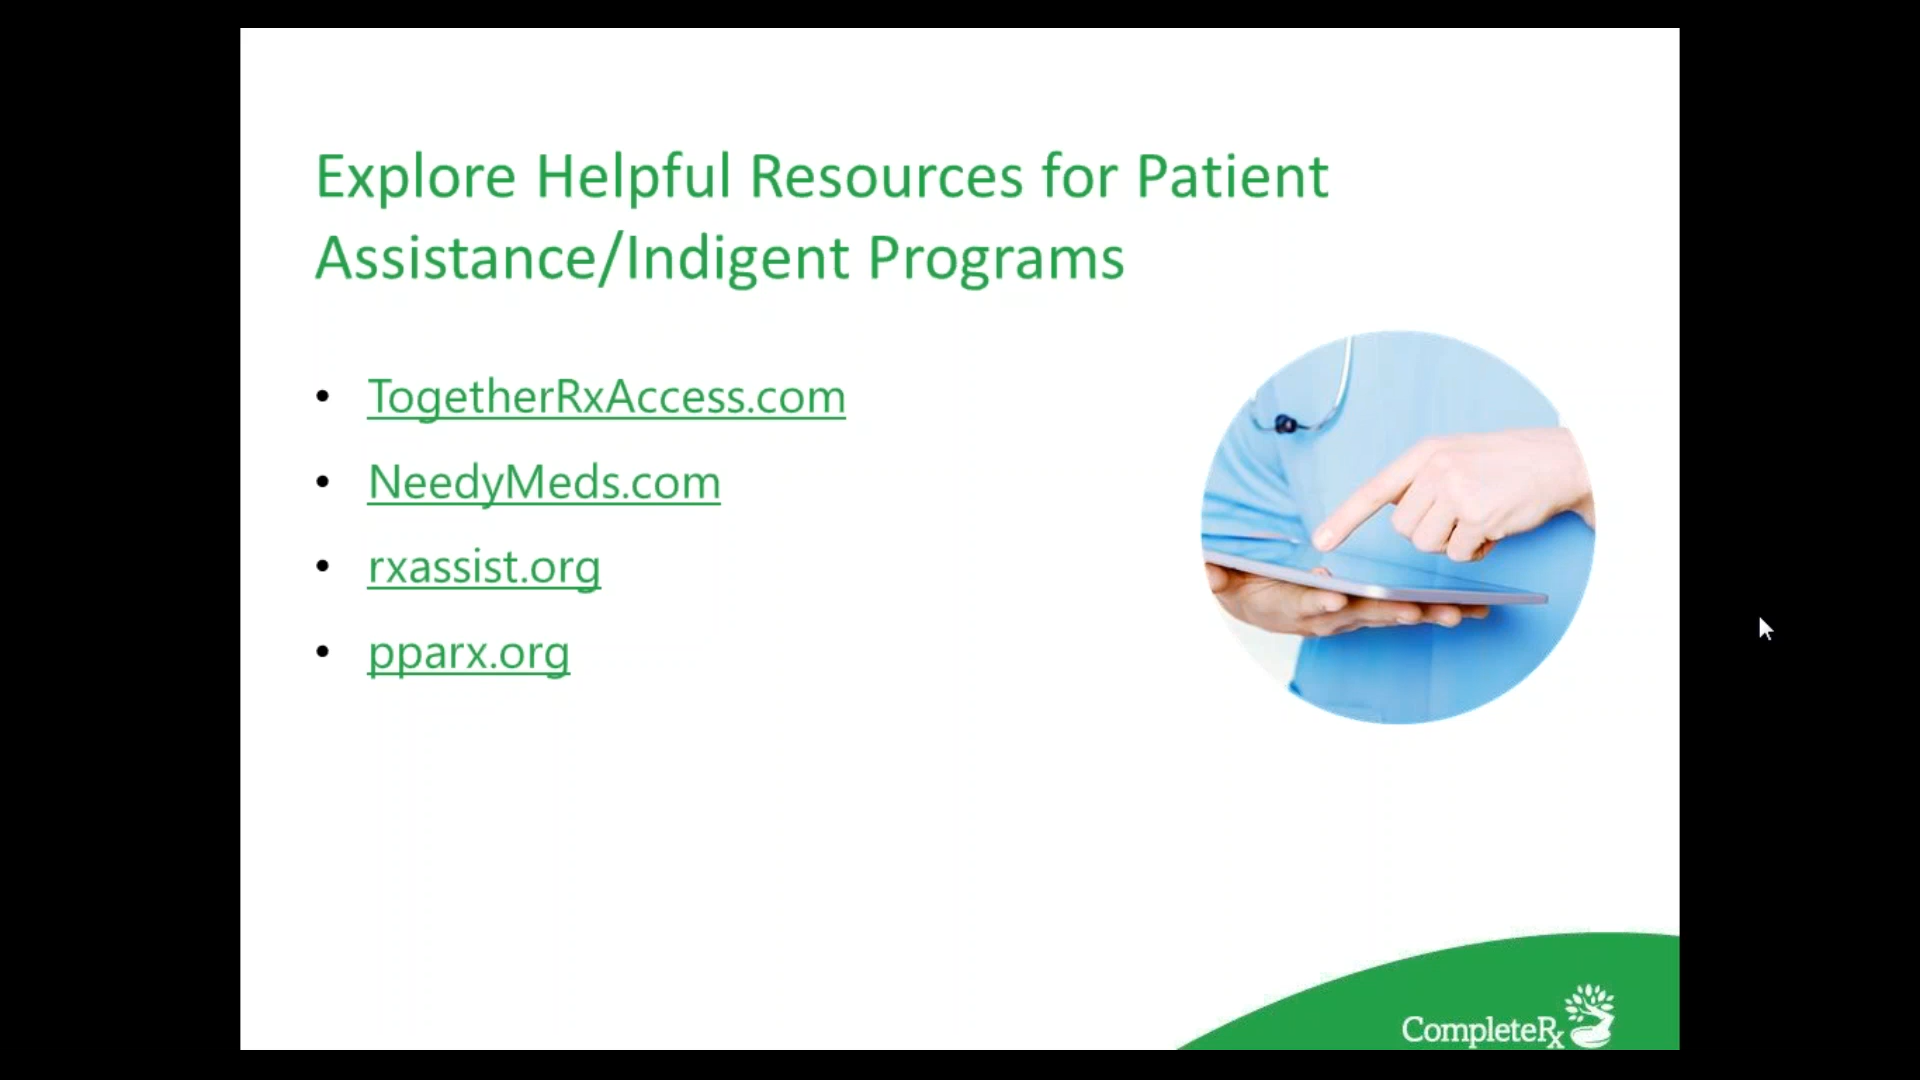 Explore Helpful Resources for Patient
Assistance/Indigent Programs
• TogetherRxAccess.com
• NeedyMeds.com
• rxassist.org
• pparx.org
CompleteRx